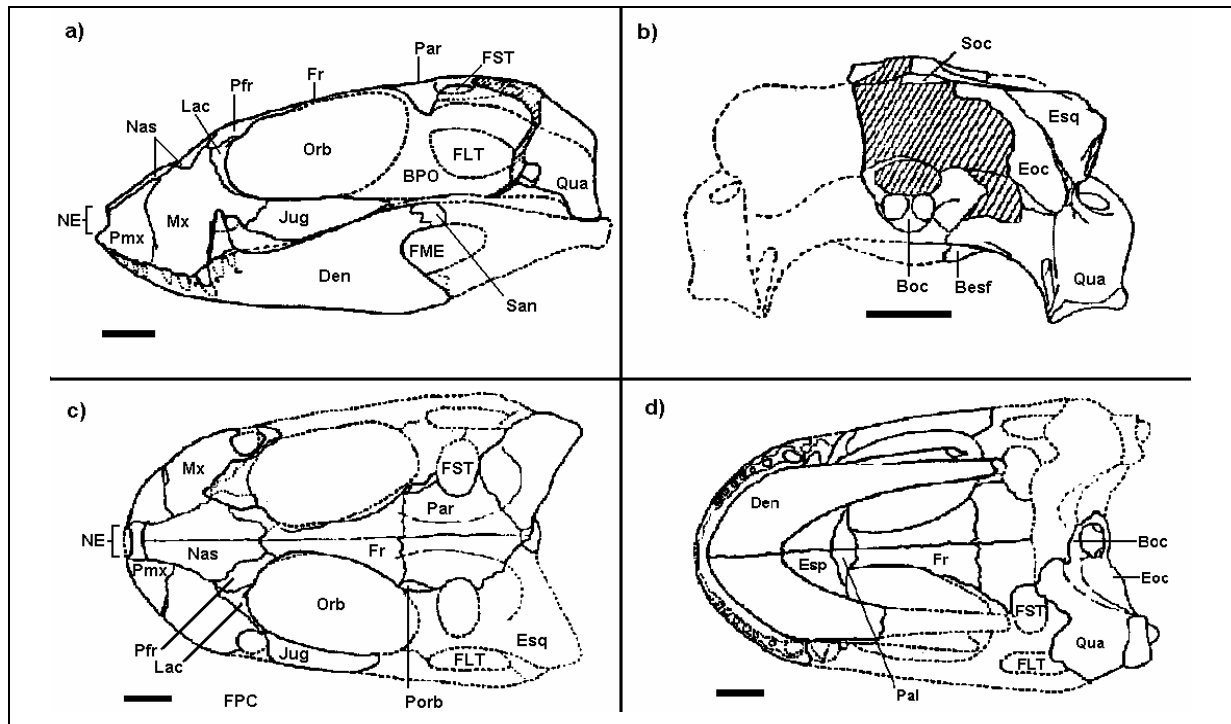 a)
Par
FST
Fr
Pfr
Lac
Nas
Orb
FLT
BPO
Qua
NE
Mx
Jug
Pmx
FME
Den
San
b)
Soc
Esq
Eoc
Boc
Besf
Qua
c)
Mx
FST
Par
NE
Nas
Fr
Pmx
Orb
Esq
Pfr
Lac
Jug
FLT
FPC
Porb
d)
Den
Boc
Esp
Fr
Eoc
FST
Qua
FLT
Pal